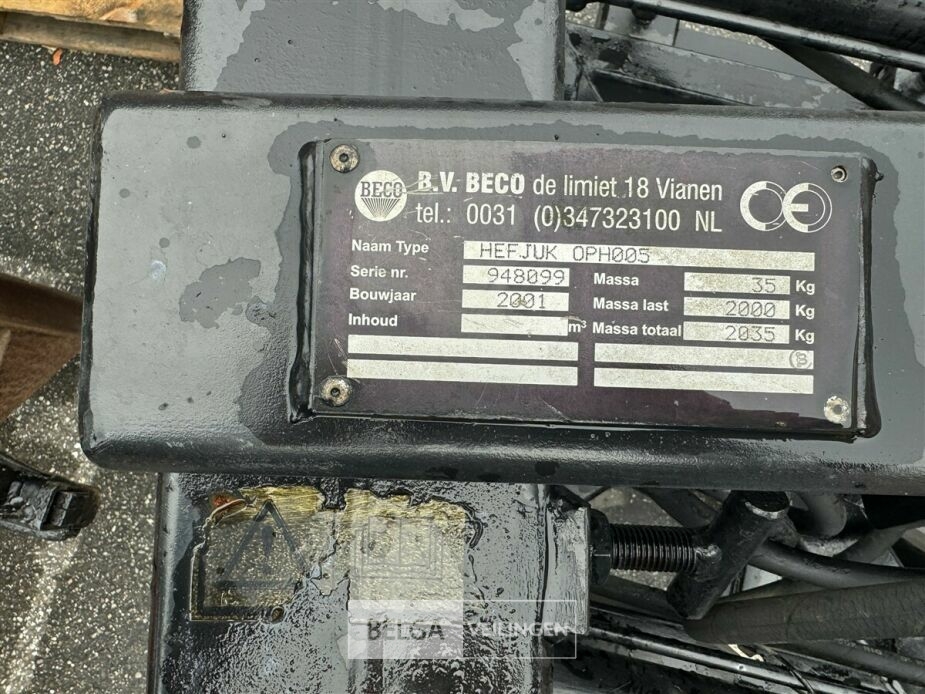 BECO
B.V. BECO de limiet 18 Vianen
tel.: 0031 (0)347323100 NL
CE
Naam Type HEFJUK OPH005
Serie nr. 948099 Massa 35 Kg
Bouwjaar 2001 Massa last 2000 Kg
Inhoud m³ Massa totaal 2035 Kg
B
BELGA VEILINGEN